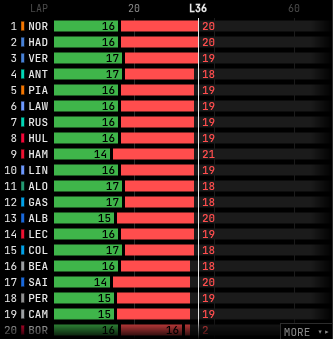 LAP 20 L36 60
1 NOR 16 20
2 HAD 16 20
3 VER 17 19
4 ANT 17 18
5 PIA 16 19
6 LAW 16 19
7 RUS 16 19
8 HUL 16 19
9 HAM 14 21
10 LIN 16 19
11 ALO 17 18
12 GAS 17 18
13 ALB 15 20
14 LEC 16 19
15 COL 17 18
16 BEA 16 18
17 SAI 14 20
18 PER 15 19
19 CAM 15 19
20 BOR 16 16 2
MORE